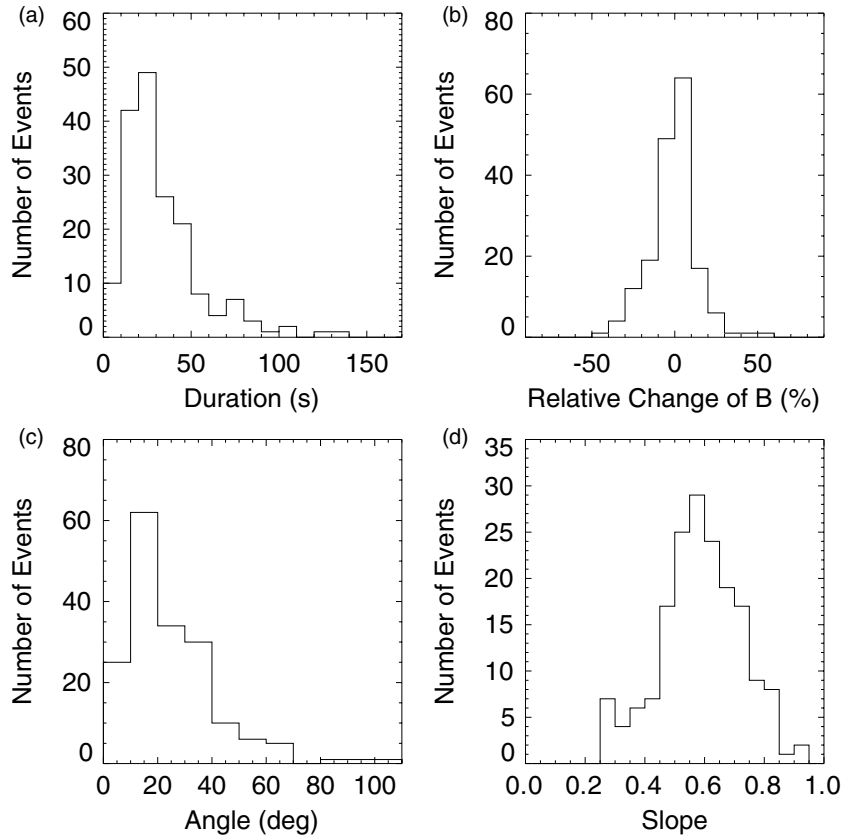 (a)
60
50
40
30
20
10
0
Number of Events
0 50 100 150
Duration (s)
(b)
80
60
40
20
0
Number of Events
-50 0 50
Relative Change of B (%)
(c)
80
60
40
20
0
Number of Events
0 20 40 60 80 100
Angle (deg)
(d)
35
30
25
20
15
10
5
0
Number of Events
0.0 0.2 0.4 0.6 0.8 1.0
Slope